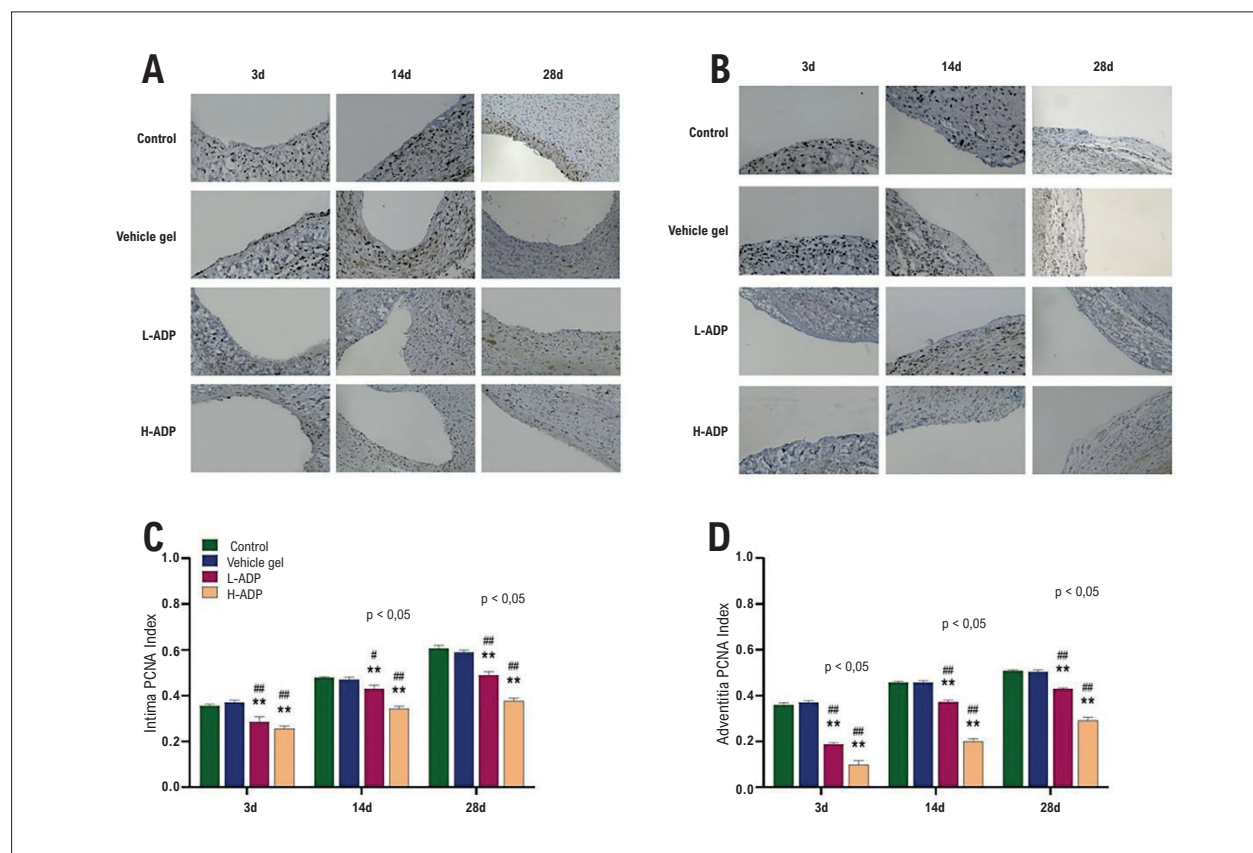 A
3d 14d 28d
Control
Vehicle gel
L-ADP
H-ADP
B
3d 14d 28d
Control
Vehicle gel
L-ADP
H-ADP
C
Control
Vehicle gel
L-ADP
H-ADP
Intima PCNA Index
1.0
0.8
0.6
0.4
0.2
0.0
p < 0,05
p < 0,05
## ** ## **
# ** ## **
## ** ## **
3d 14d 28d
D
Adventitia PCNA Index
1.0
0.8
0.6
0.4
0.2
0.0
p < 0,05
p < 0,05
p < 0,05
## ** ## **
## ** ## **
## ** ## **
3d 14d 28d